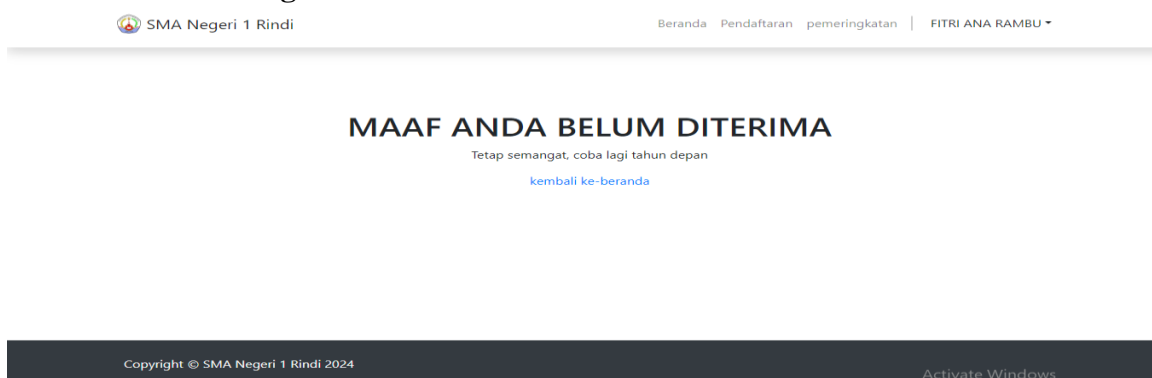 SMA Negeri 1 Rindi
Beranda Pendaftaran pemeringkatan | FITRI ANA RAMBU
MAAF ANDA BELUM DITERIMA
Tetap semangat, coba lagi tahun depan
kembali ke-beranda
Copyright © SMA Negeri 1 Rindi 2024
Activate Windows